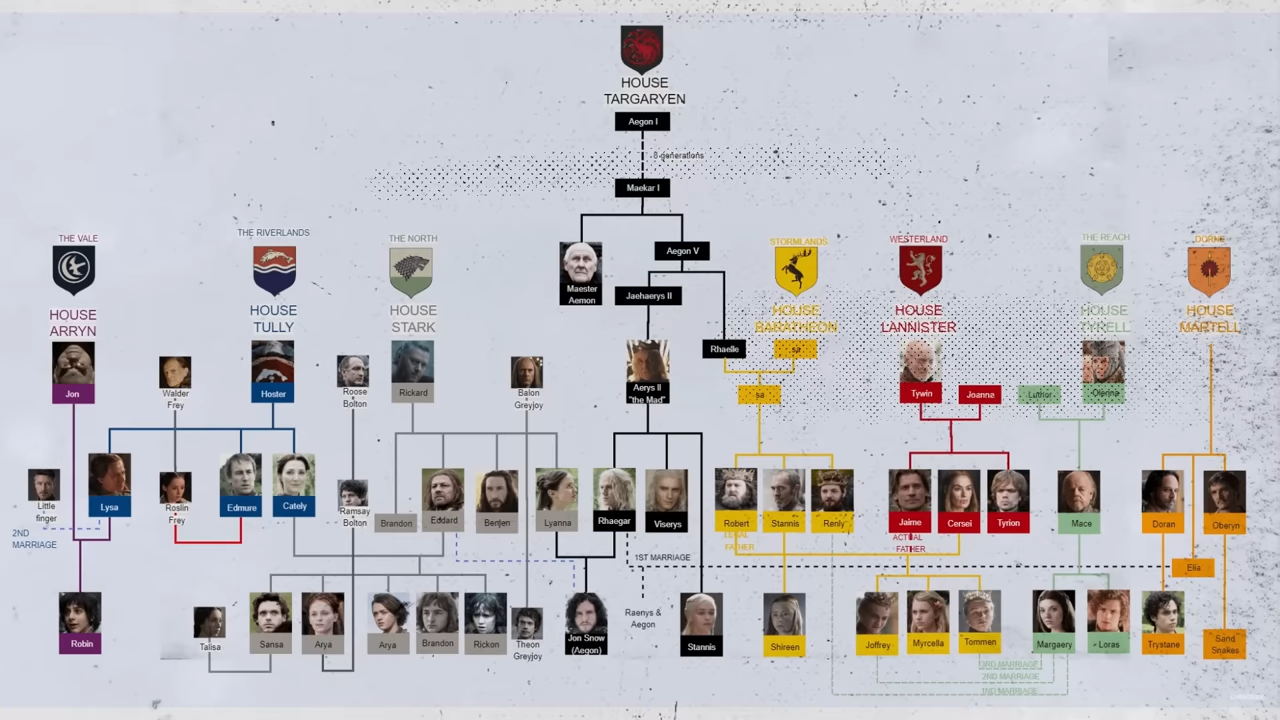 HOUSE
TARGARYEN
Aegon I
8 generations
Maekar I
Maester
Aemon
Aegon V
Jaehaerys II
Rhaelle
Aerys II
"the Mad"
THE VALE
HOUSE
ARRYN
THE RIVERLANDS
HOUSE
TULLY
THE NORTH
HOUSE
STARK
STORMLANDS
HOUSE
BARATHEON
WESTERLAND
HOUSE
LANNISTER
THE REACH
HOUSE
TYRELL
DORNE
HOUSE
MARTELL
sa
sa
Jon
Walder
Frey
Hoster
Roose
Bolton
Rickard
Balon
Greyjoy
Tywin
Joanna
Luthor
Olenna
Little
finger
Lysa
Roslin
Frey
Edmure
Cately
Ramsay
Bolton
Brandon
Eddard
Benjen
Lyanna
Rhaegar
Viserys
Robert
Stannis
Renly
Jaime
Cersei
Tyrion
Mace
Doran
Oberyn
2ND
MARRIAGE
LEGAL
FATHER
ACTUAL
FATHER
1ST MARRIAGE
Elia
Robin
Talisa
Sansa
Arya
Arya
Brandon
Rickon
Theon
Greyjoy
Jon Snow
(Aegon)
Raenys &
Aegon
Stannis
Shireen
Joffrey
Myrcella
Tommen
Margaery
Loras
Trystane
Sand
Snakes
3RD MARRIAGE
2ND MARRIAGE